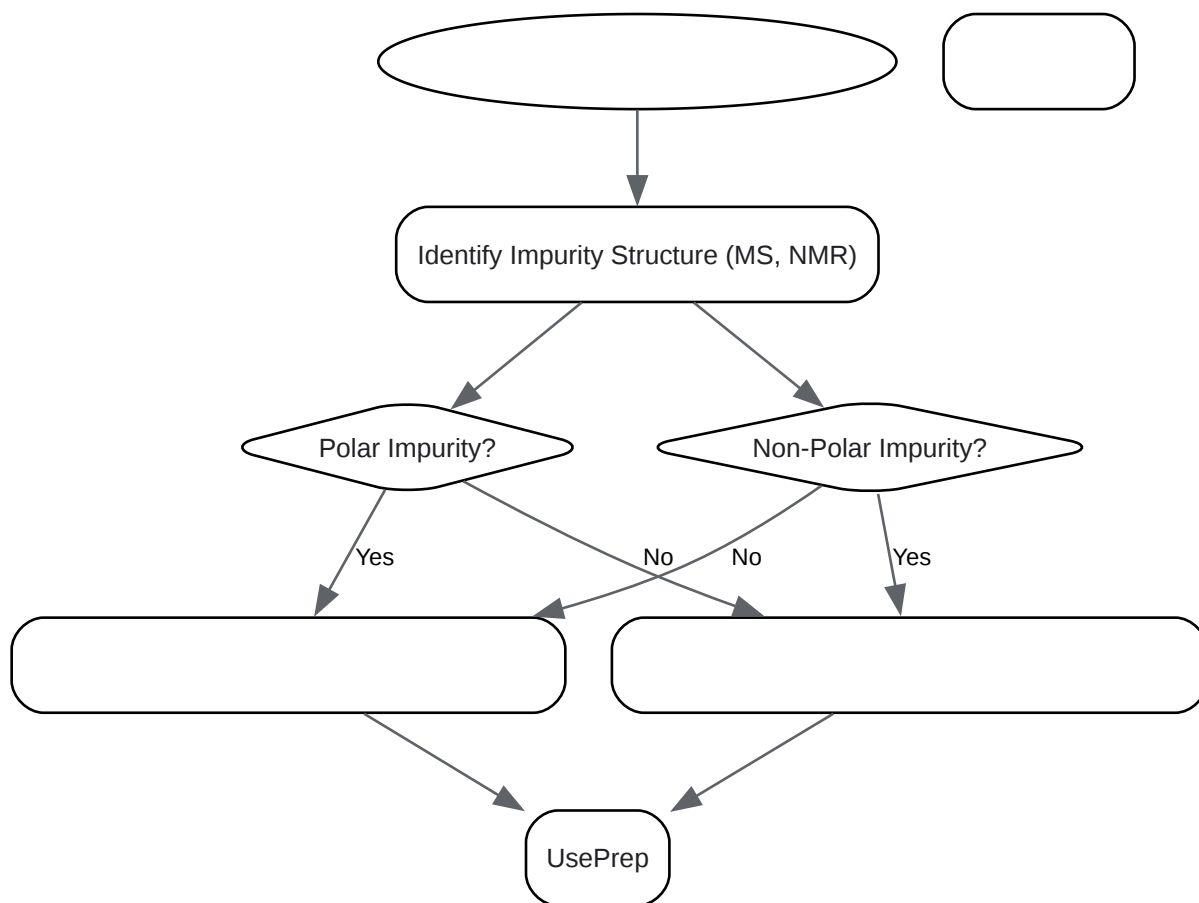 Identify Impurity Structure (MS, NMR)
Polar Impurity?
Non-Polar Impurity?
Yes
No
No
Yes
UsePrep